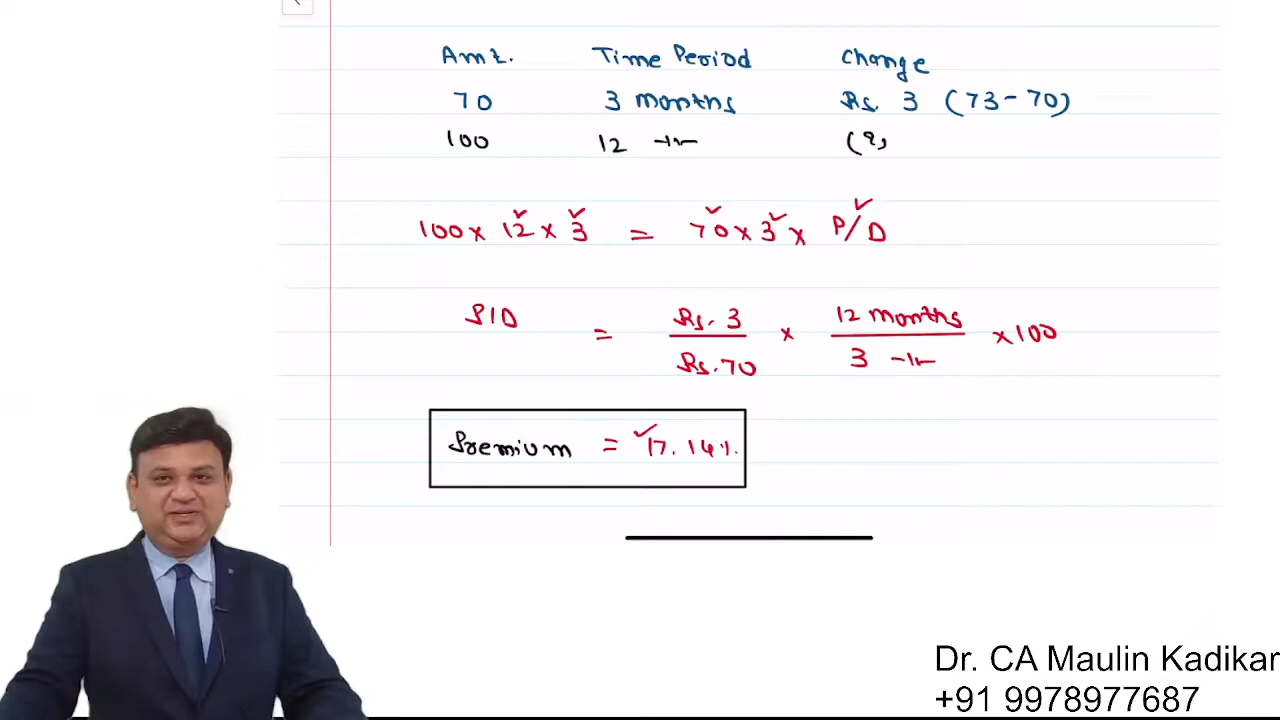 Amt. Time Period Change
70 3 months Rs. 3 (73-70)
100 12 -"- (?)
100 x 12 x 3 = 70 x 3 x P/D
P/D = Rs. 3 / Rs. 70 x 12 months / 3 -"- x 100
Premium = 17.14%.
Dr. CA Maulin Kadikar
+91 9978977687